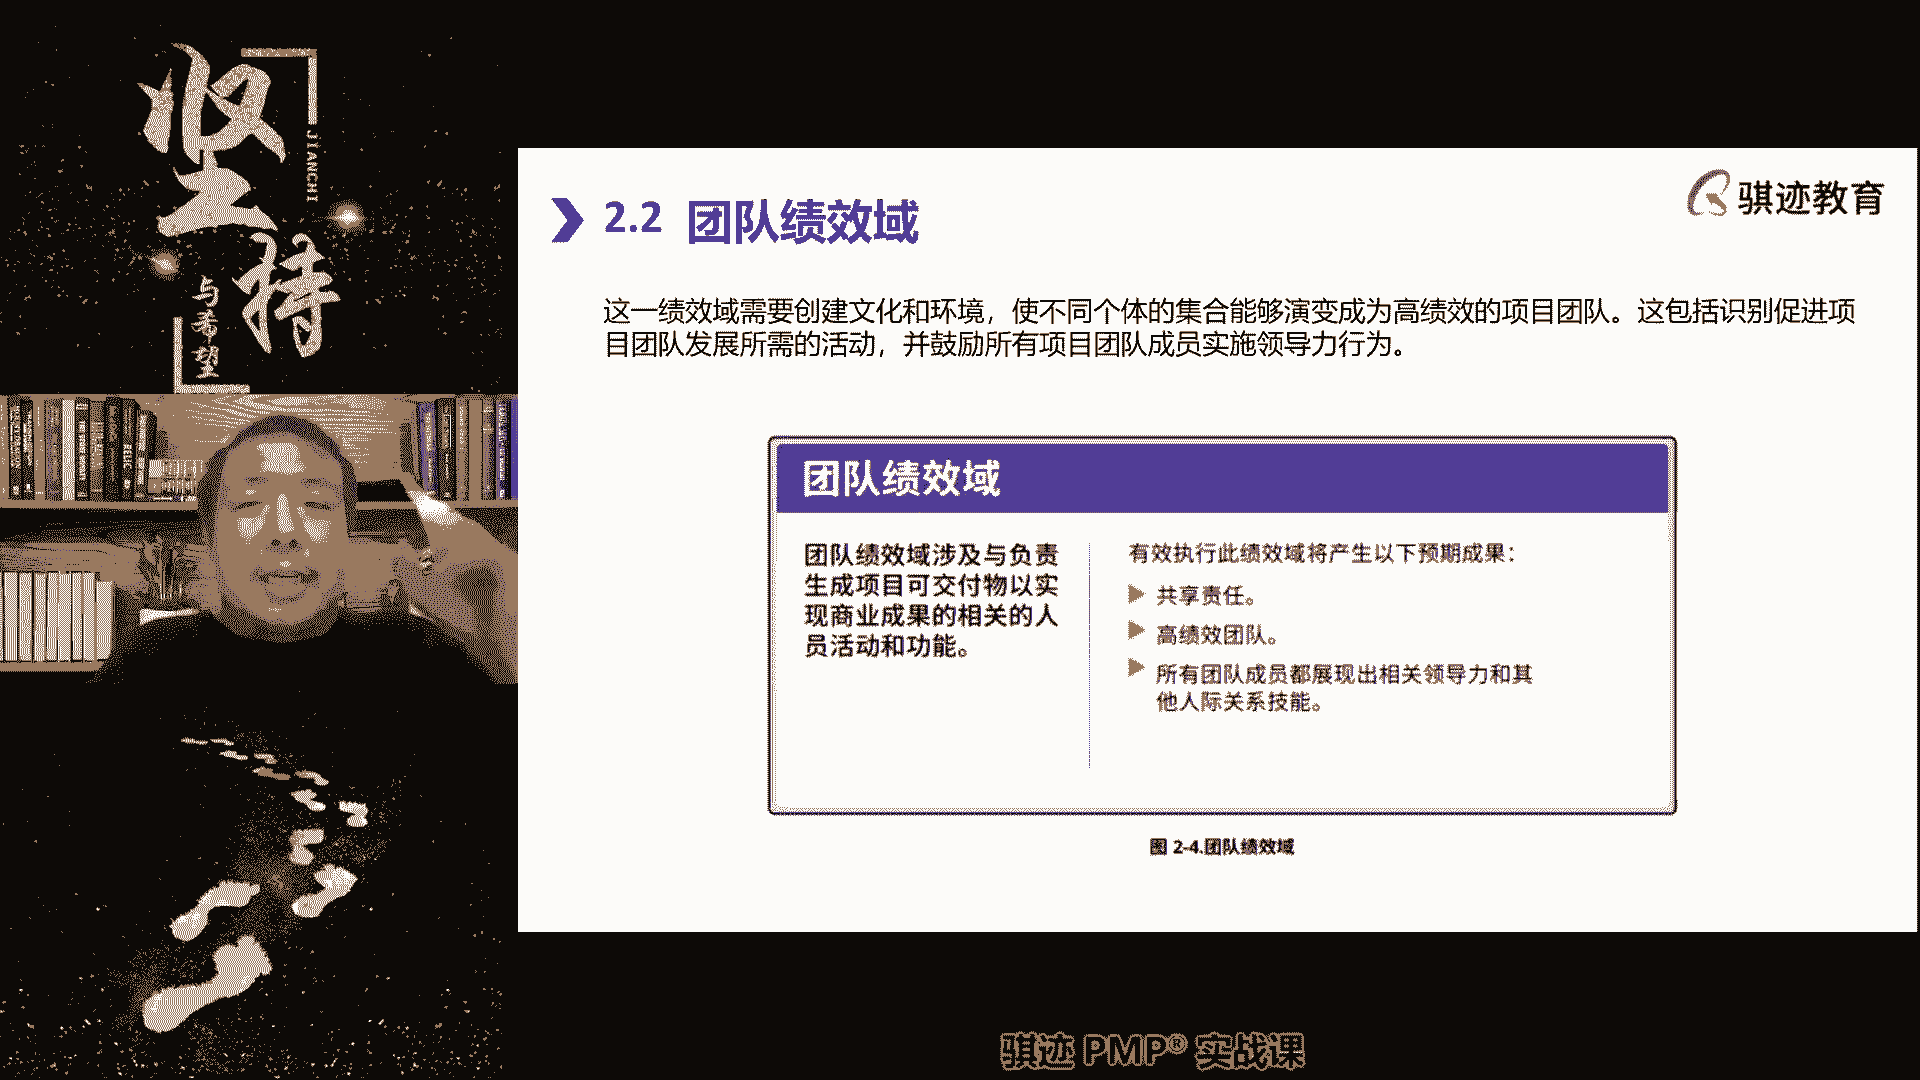 坚持
JIANCHI
与希望
骐迹教育
2.2 团队绩效域
这一绩效域需要创建文化和环境，使不同个体的集合能够演变成为高绩效的项目团队。这包括识别促进项
目团队发展所需的活动，并鼓励所有项目团队成员实施领导力行为。
团队绩效域
团队绩效域涉及与负责
生成项目可交付物以实
现商业成果的相关的人
员活动和功能。
有效执行此绩效域将产生以下预期成果：
▶ 共享责任。
▶ 高绩效团队。
▶ 所有团队成员都展现出相关领导力和其
他人际关系技能。
图 2-4.团队绩效域
骐迹 PMP® 实战课